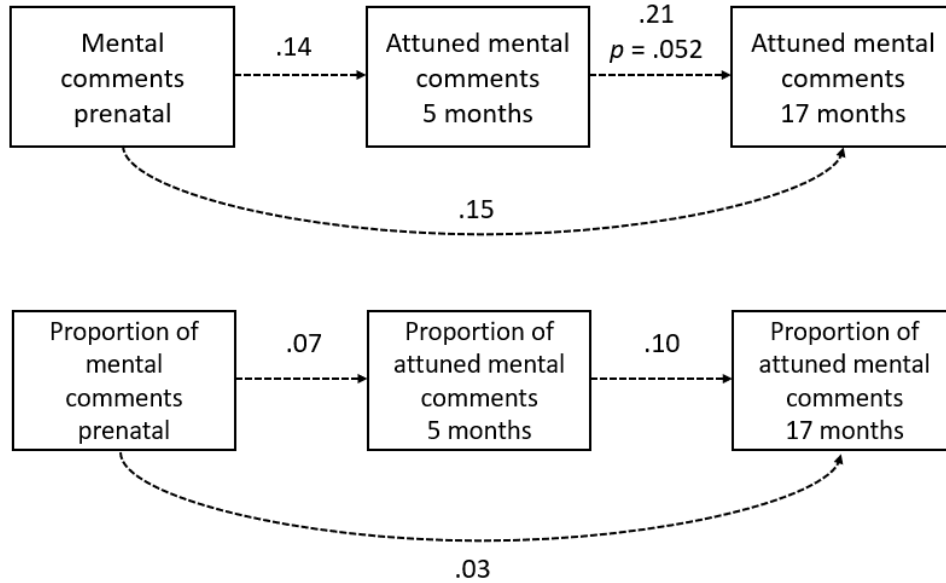 Mental
comments
prenatal
.14
Attuned mental
comments
5 months
.21
p = .052
Attuned mental
comments
17 months
.15
Proportion of
mental
comments
prenatal
.07
Proportion of
attuned mental
comments
5 months
.10
Proportion of
attuned mental
comments
17 months
.03